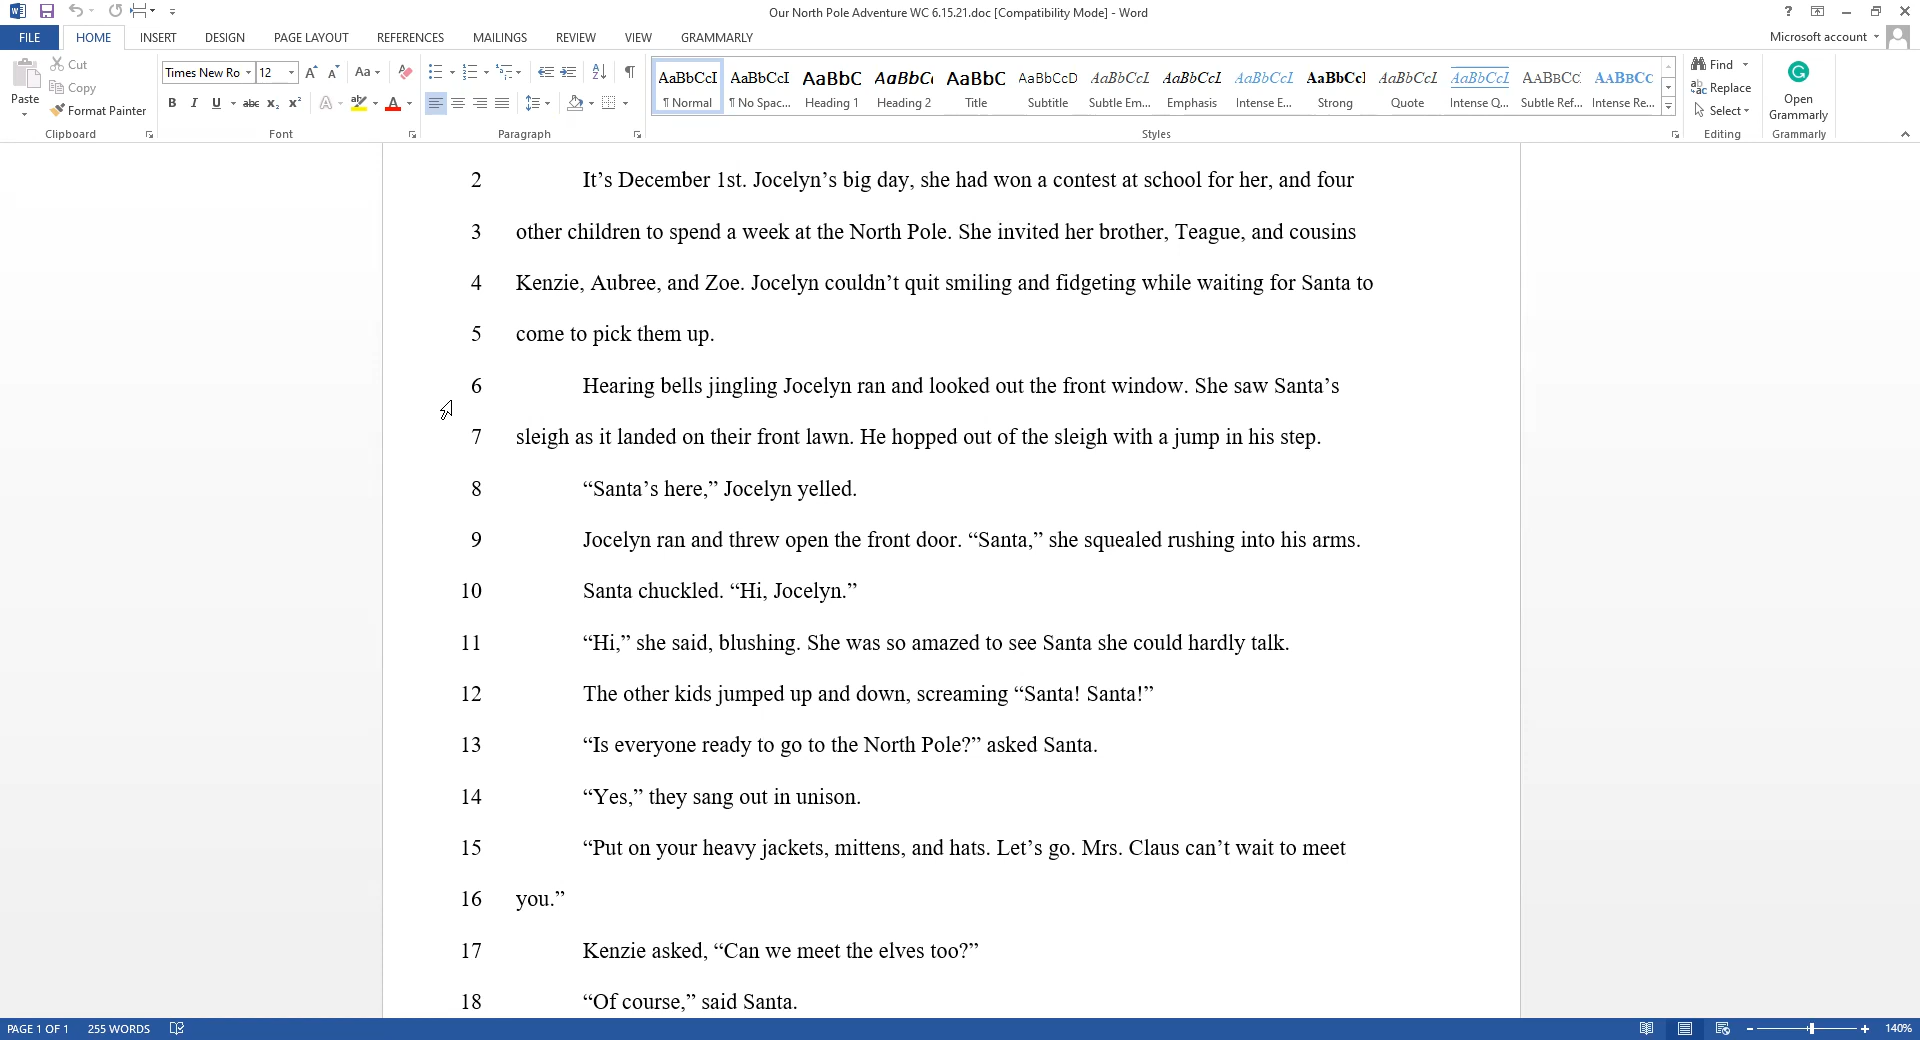 Our North Pole Adventure WC 6.15.21.doc [Compatibility Mode] - Word
?
FILE HOME INSERT DESIGN PAGE LAYOUT REFERENCES MAILINGS REVIEW VIEW GRAMMARLY Microsoft account
Paste
Cut
Copy
Format Painter
Clipboard
Times New Ro 12
Font
Paragraph
AaBbCcI AaBbCcI AaBbC AaBbC AaBbC AaBbCcD AaBbCcL AaBbCcL AaBbCcL AaBbCcI AaBbCcL AaBbCcL AABBCC AABBCC
¶ Normal ¶ No Spac... Heading 1 Heading 2 Title Subtitle Subtle Em... Emphasis Intense E... Strong Quote Intense Q... Subtle Ref... Intense Re...
Styles
Find
Replace
Select
Editing
Open
Grammarly
Grammarly
2 It’s December 1st. Jocelyn’s big day, she had won a contest at school for her, and four
3 other children to spend a week at the North Pole. She invited her brother, Teague, and cousins
4 Kenzie, Aubree, and Zoe. Jocelyn couldn’t quit smiling and fidgeting while waiting for Santa to
5 come to pick them up.
6 Hearing bells jingling Jocelyn ran and looked out the front window. She saw Santa’s
7 sleigh as it landed on their front lawn. He hopped out of the sleigh with a jump in his step.
8 “Santa’s here,” Jocelyn yelled.
9 Jocelyn ran and threw open the front door. “Santa,” she squealed rushing into his arms.
10 Santa chuckled. “Hi, Jocelyn.”
11 “Hi,” she said, blushing. She was so amazed to see Santa she could hardly talk.
12 The other kids jumped up and down, screaming “Santa! Santa!”
13 “Is everyone ready to go to the North Pole?” asked Santa.
14 “Yes,” they sang out in unison.
15 “Put on your heavy jackets, mittens, and hats. Let’s go. Mrs. Claus can’t wait to meet
16 you.”
17 Kenzie asked, “Can we meet the elves too?”
18 “Of course,” said Santa.
PAGE 1 OF 1 255 WORDS 140%